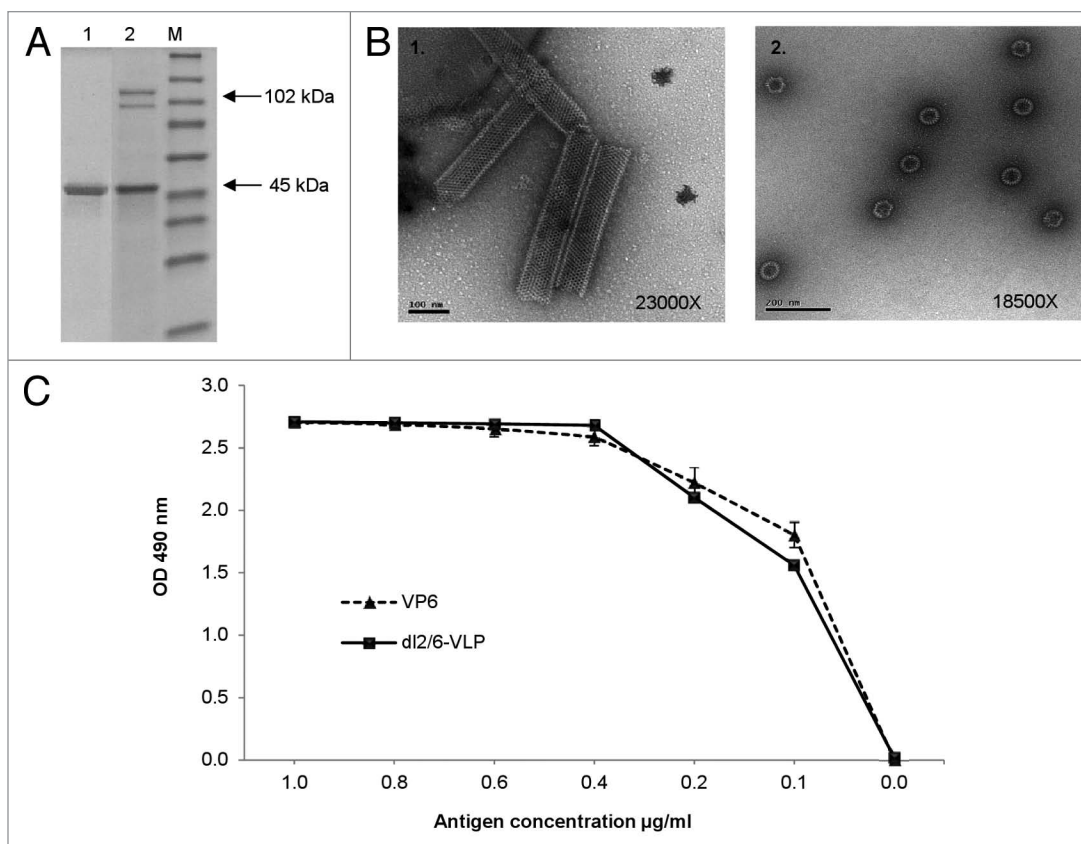 A
1 2 M
102 kDa
45 kDa
B
1.
100 nm
23000X
2.
200 nm
18500X
C
3.0
2.5
2.0
1.5
1.0
0.5
0.0
OD 490 nm
VP6
dl2/6-VLP
1.0 0.8 0.6 0.4 0.2 0.1 0.0
Antigen concentration µg/ml